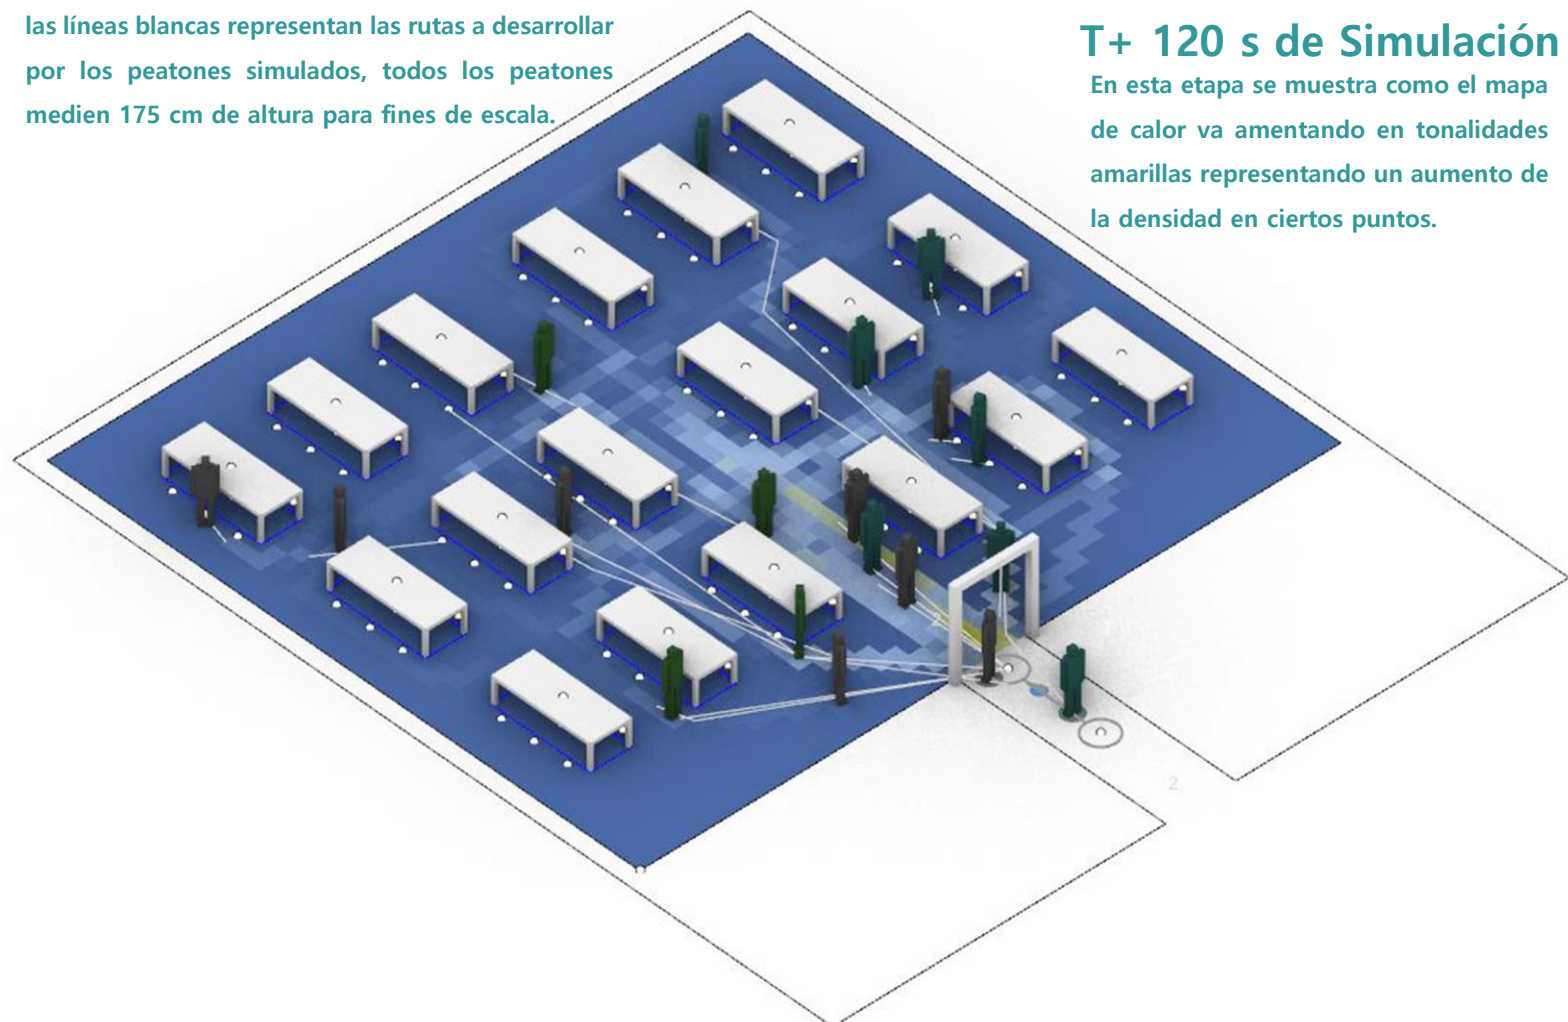 las líneas blancas representan las rutas a desarrollar
por los peatones simulados, todos los peatones
medien 175 cm de altura para fines de escala.
T+ 120 s de Simulación
En esta etapa se muestra como el mapa
de calor va amentando en tonalidades
amarillas representando un aumento de
la densidad en ciertos puntos.
2
2